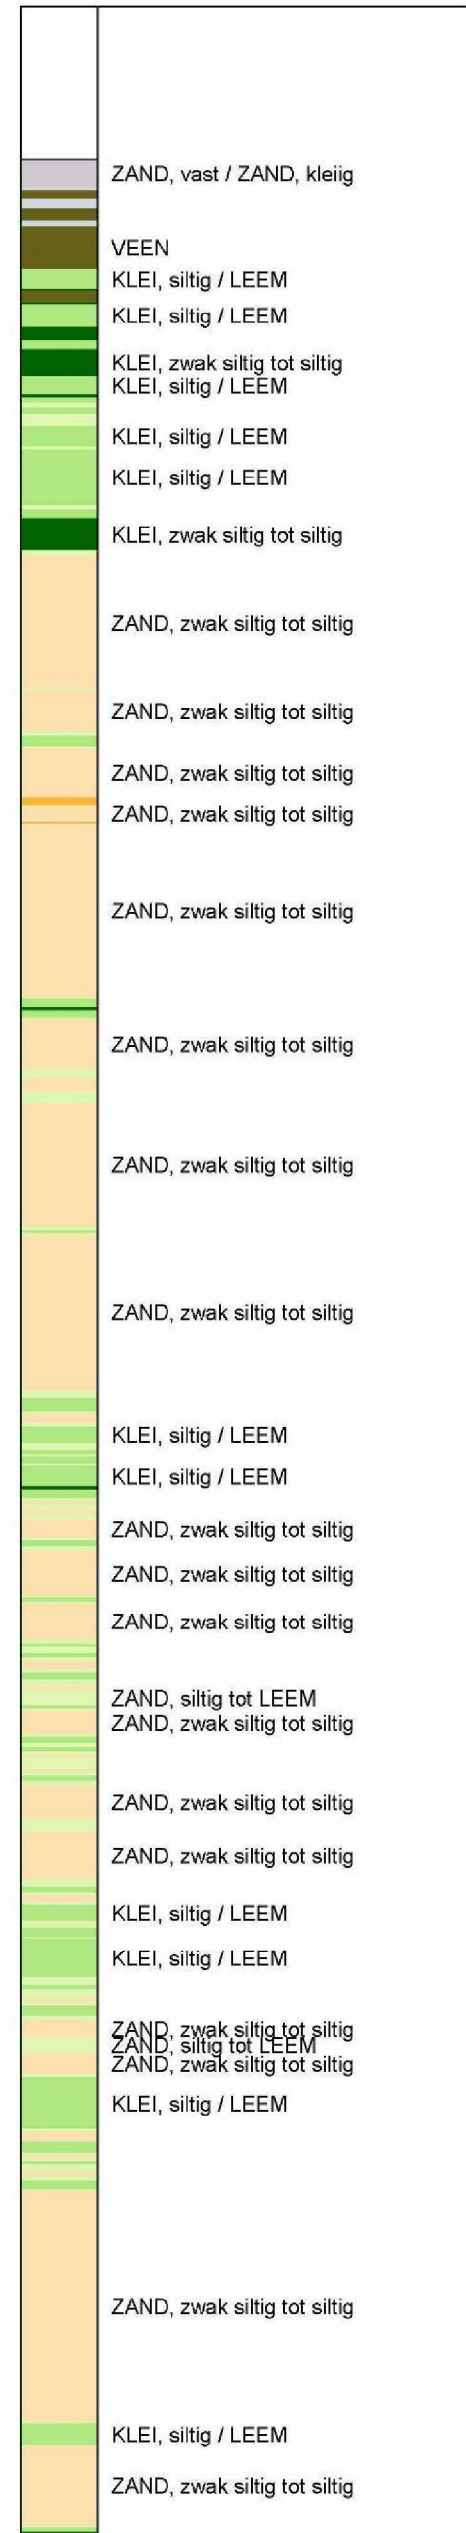 ZAND, vast / ZAND, kleiig
VEEN
KLEI, siltig / LEEM
KLEI, siltig / LEEM
KLEI, zwak siltig tot siltig
KLEI, siltig / LEEM
KLEI, siltig / LEEM
KLEI, siltig / LEEM
KLEI, zwak siltig tot siltig
ZAND, zwak siltig tot siltig
ZAND, zwak siltig tot siltig
ZAND, zwak siltig tot siltig
ZAND, zwak siltig tot siltig
ZAND, zwak siltig tot siltig
ZAND, zwak siltig tot siltig
ZAND, zwak siltig tot siltig
ZAND, zwak siltig tot siltig
KLEI, siltig / LEEM
KLEI, siltig / LEEM
ZAND, zwak siltig tot siltig
ZAND, zwak siltig tot siltig
ZAND, zwak siltig tot siltig
ZAND, siltig tot LEEM
ZAND, zwak siltig tot siltig
ZAND, zwak siltig tot siltig
ZAND, zwak siltig tot siltig
KLEI, siltig / LEEM
KLEI, siltig / LEEM
ZAND, zwak siltig tot siltig
ZAND, siltig tot LEEM
ZAND, zwak siltig tot siltig
KLEI, siltig / LEEM
ZAND, zwak siltig tot siltig
KLEI, siltig / LEEM
ZAND, zwak siltig tot siltig